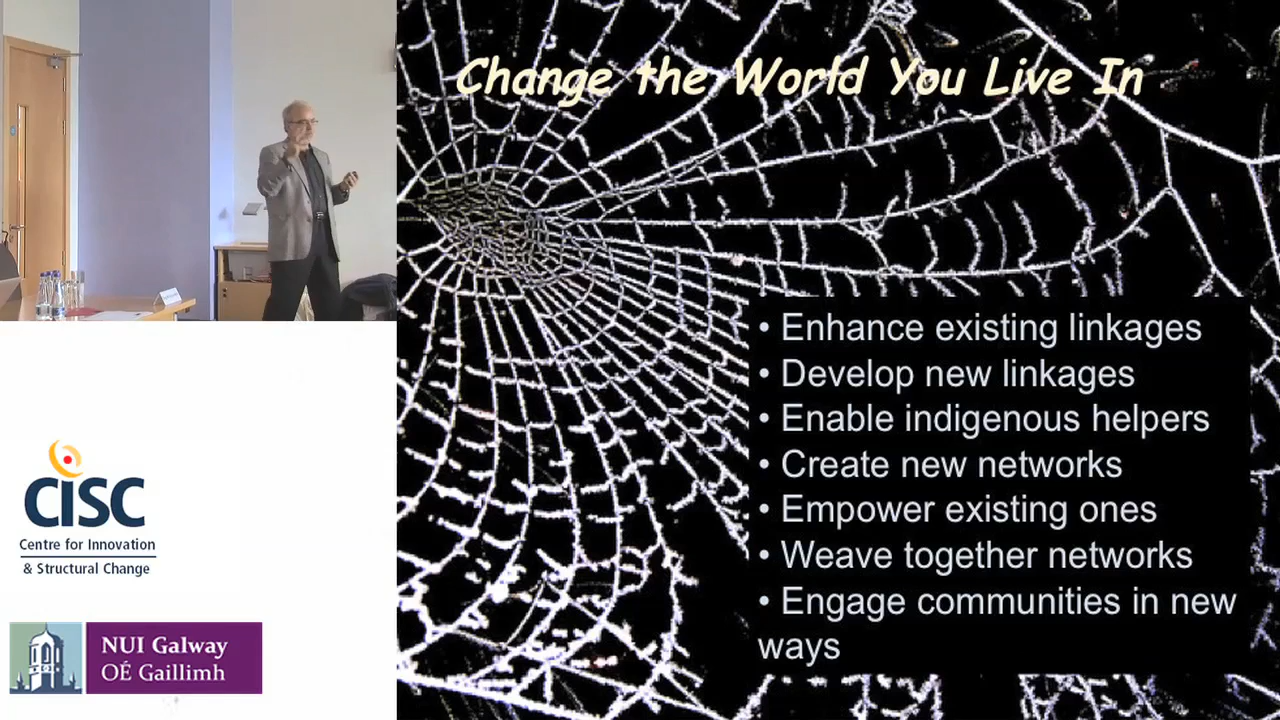 Change the World You Live In
• Enhance existing linkages
• Develop new linkages
• Enable indigenous helpers
• Create new networks
• Empower existing ones
• Weave together networks
• Engage communities in new
ways
CISC
Centre for Innovation
& Structural Change
NUI Galway
OÉ Gaillimh